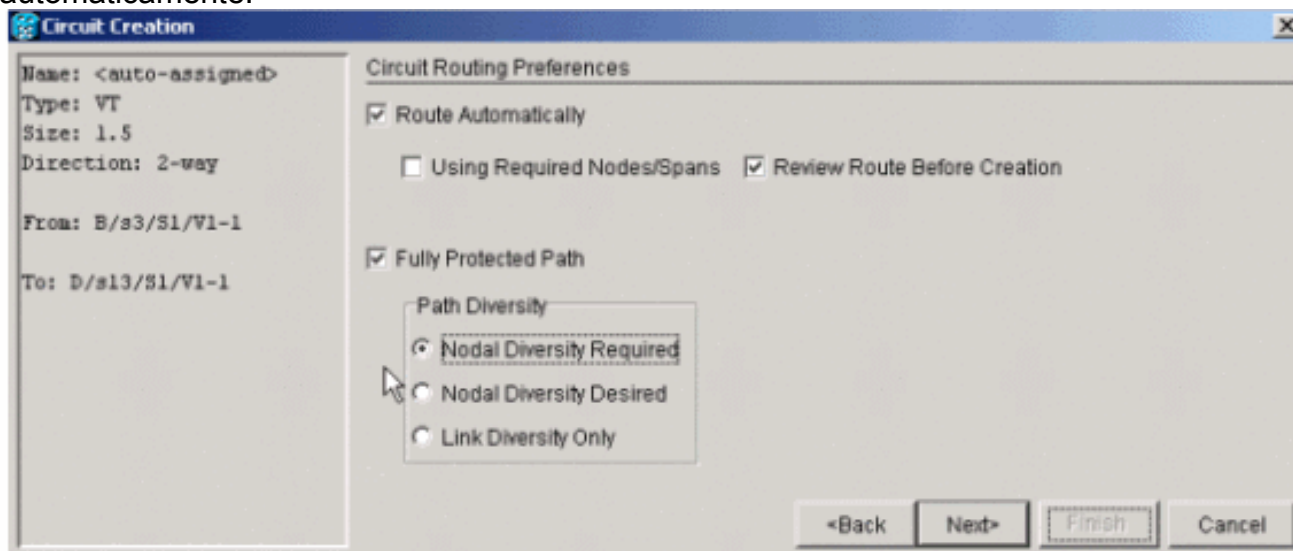 automáticamente.
Circuit Creation
Name: <auto-assigned>
Type: VT
Size: 1.5
Direction: 2-way
From: B/s3/S1/V1-1
To: D/s13/S1/V1-1
Circuit Routing Preferences
Route Automatically
Using Required Nodes/Spans Review Route Before Creation
Fully Protected Path
Path Diversity
Nodal Diversity Required
Nodal Diversity Desired
Link Diversity Only
<Back Next> Finish Cancel